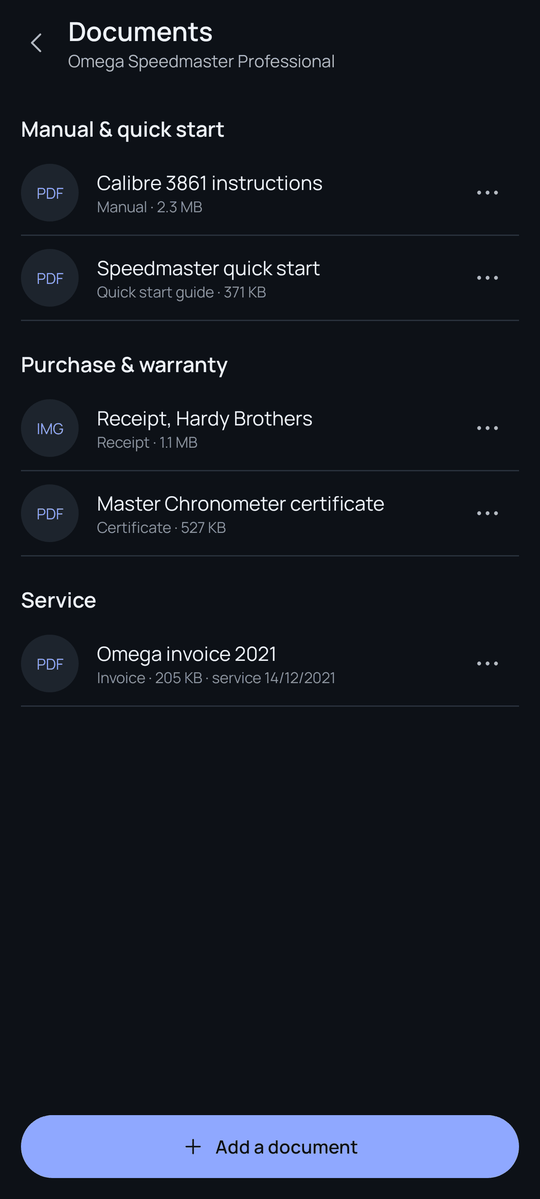 Documents
Omega Speedmaster Professional
Manual & quick start
PDF
Calibre 3861 instructions
Manual · 2.3 MB
PDF
Speedmaster quick start
Quick start guide · 371 KB
Purchase & warranty
IMG
Receipt, Hardy Brothers
Receipt · 1.1 MB
PDF
Master Chronometer certificate
Certificate · 527 KB
Service
PDF
Omega invoice 2021
Invoice · 205 KB · service 14/12/2021
Add a document